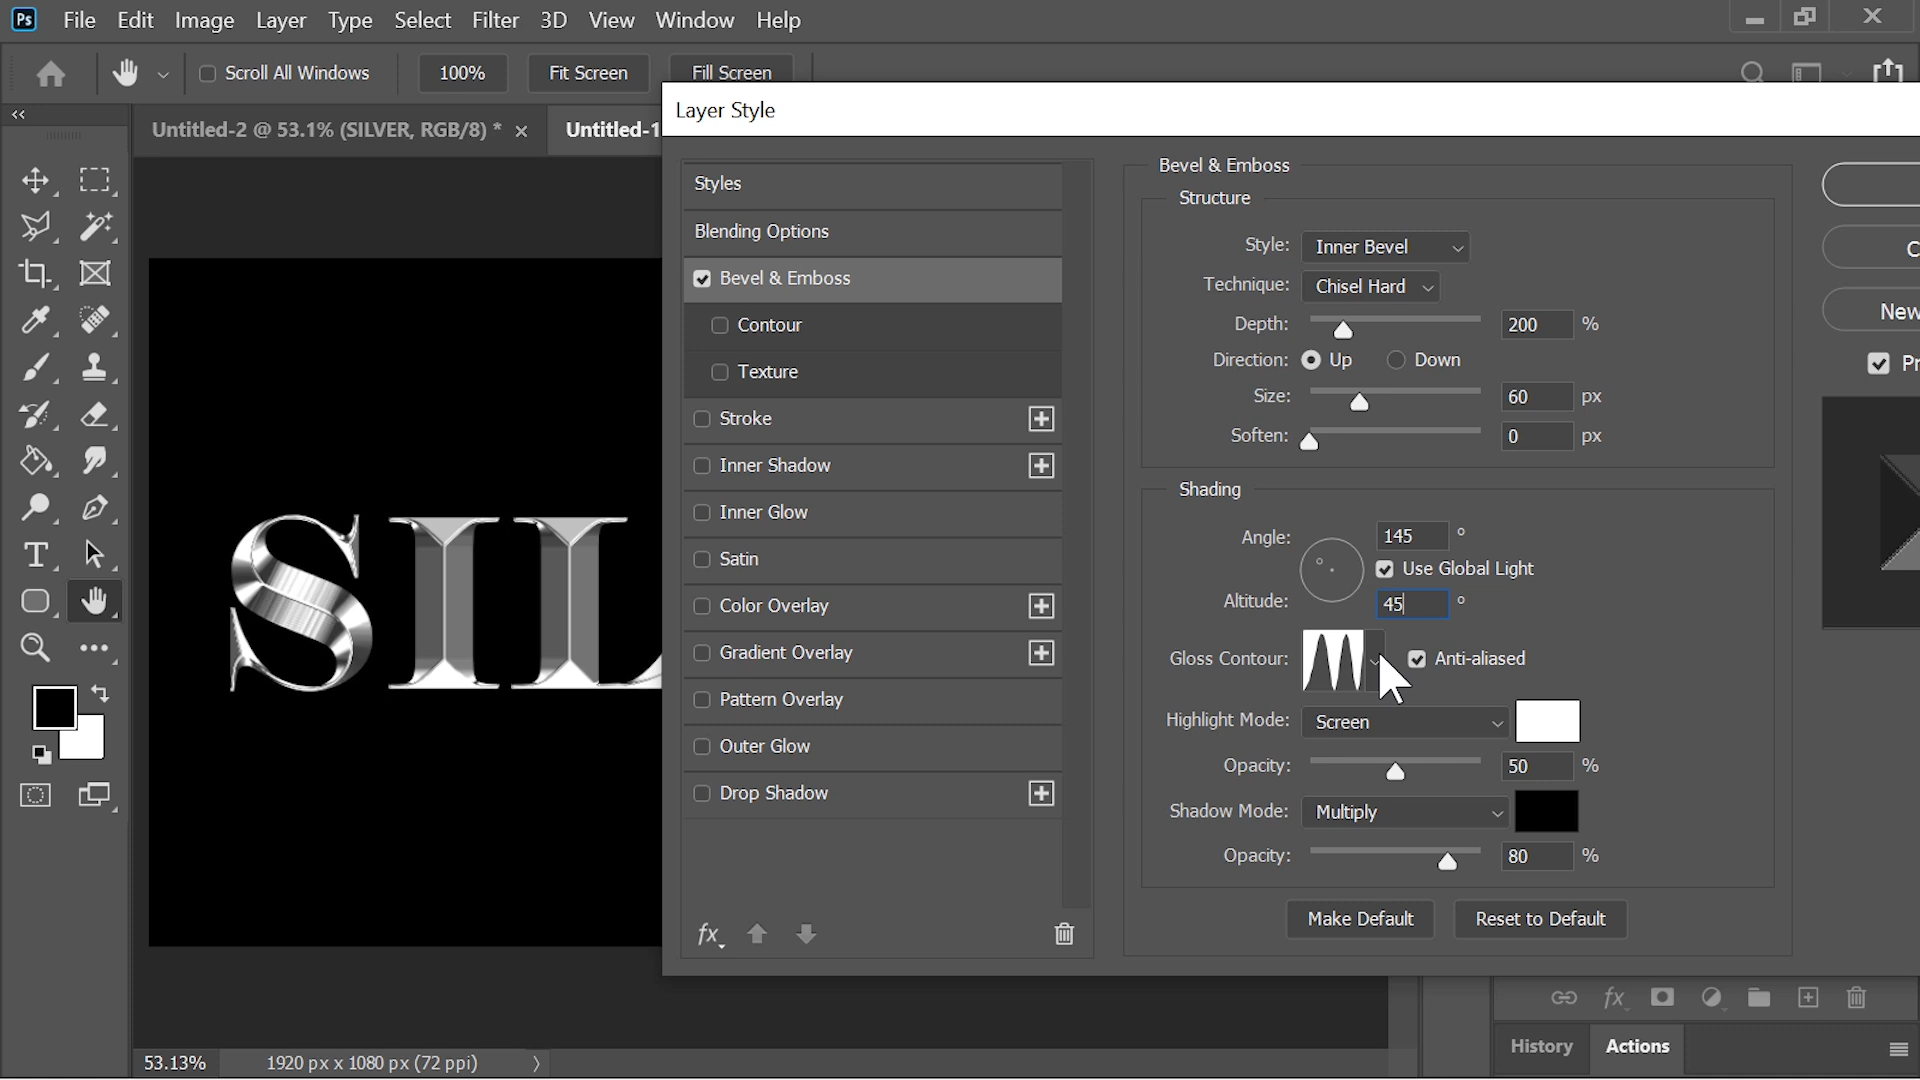 Ps File Edit Image Layer Type Select Filter 3D View Window Help
Scroll All Windows 100% Fit Screen Fill Screen
Untitled-2 @ 53.1% (SILVER, RGB/8) * × Untitled-1
Layer Style
Styles
Blending Options
Bevel & Emboss
Contour
Texture
Stroke
Inner Shadow
Inner Glow
Satin
Color Overlay
Gradient Overlay
Pattern Overlay
Outer Glow
Drop Shadow
fx
Bevel & Emboss
Structure
Style: Inner Bevel
Technique: Chisel Hard
Depth: 200 %
Direction: Up Down
Size: 60 px
Soften: 0 px
Shading
Angle: 145 °
Use Global Light
Altitude: 45 °
Gloss Contour: Anti-aliased
Highlight Mode: Screen
Opacity: 50 %
Shadow Mode: Multiply
Opacity: 80 %
Make Default Reset to Default
C
New
Pr
SIL
T
fx
History Actions
53.13% 1920 px x 1080 px (72 ppi)